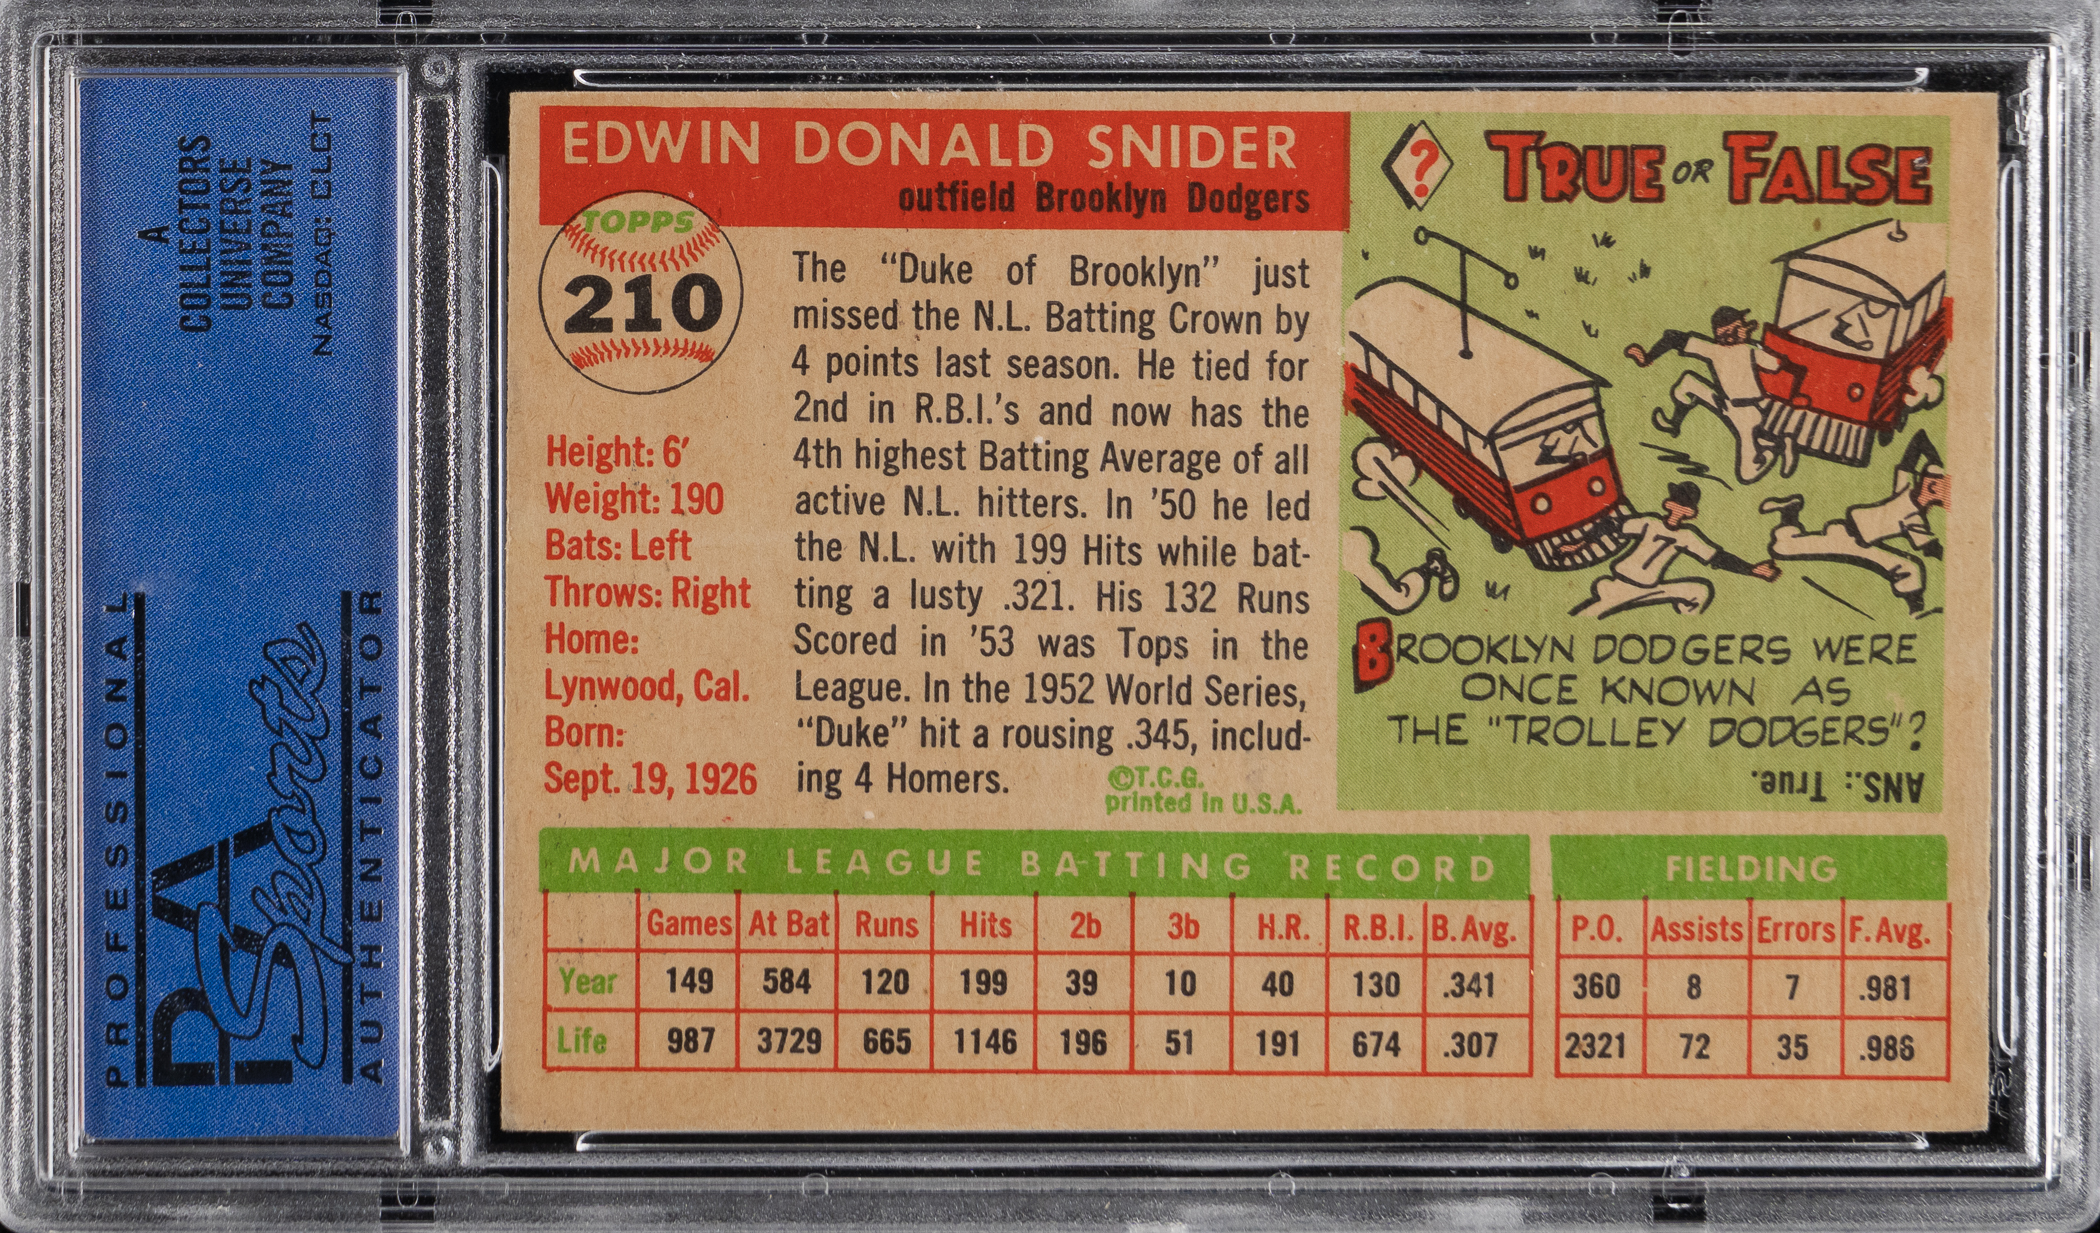 A
COLLECTORS
UNIVERSE
COMPANY
NASDAQ: CLCT
PROFESSIONAL
PSA
Sports
AUTHENTICATOR
EDWIN DONALD SNIDER
outfield Brooklyn Dodgers
TOPPS
210
Height: 6′
Weight: 190
Bats: Left
Throws: Right
Home:
Lynwood, Cal.
Born:
Sept. 19, 1926
The “Duke of Brooklyn” just
missed the N.L. Batting Crown by
4 points last season. He tied for
2nd in R.B.I.'s and now has the
4th highest Batting Average of all
active N.L. hitters. In '50 he led
the N.L. with 199 Hits while bat-
ting a lusty .321. His 132 Runs
Scored in '53 was Tops in the
League. In the 1952 World Series,
“Duke” hit a rousing .345, includ-
ing 4 Homers.
©T.C.G.
printed in U.S.A.
? TRUE OR FALSE
7
BROOKLYN DODGERS WERE
ONCE KNOWN AS
THE "TROLLEY DODGERS"?
ANS.: True.
MAJOR LEAGUE BATTING RECORD
Games At Bat Runs Hits 2b 3b H.R. R.B.I. B.Avg.
Year 149 584 120 199 39 10 40 130 .341
Life 987 3729 665 1146 196 51 191 674 .307
FIELDING
P.O. Assists Errors F.Avg.
360 8 7 .981
2321 72 35 .986